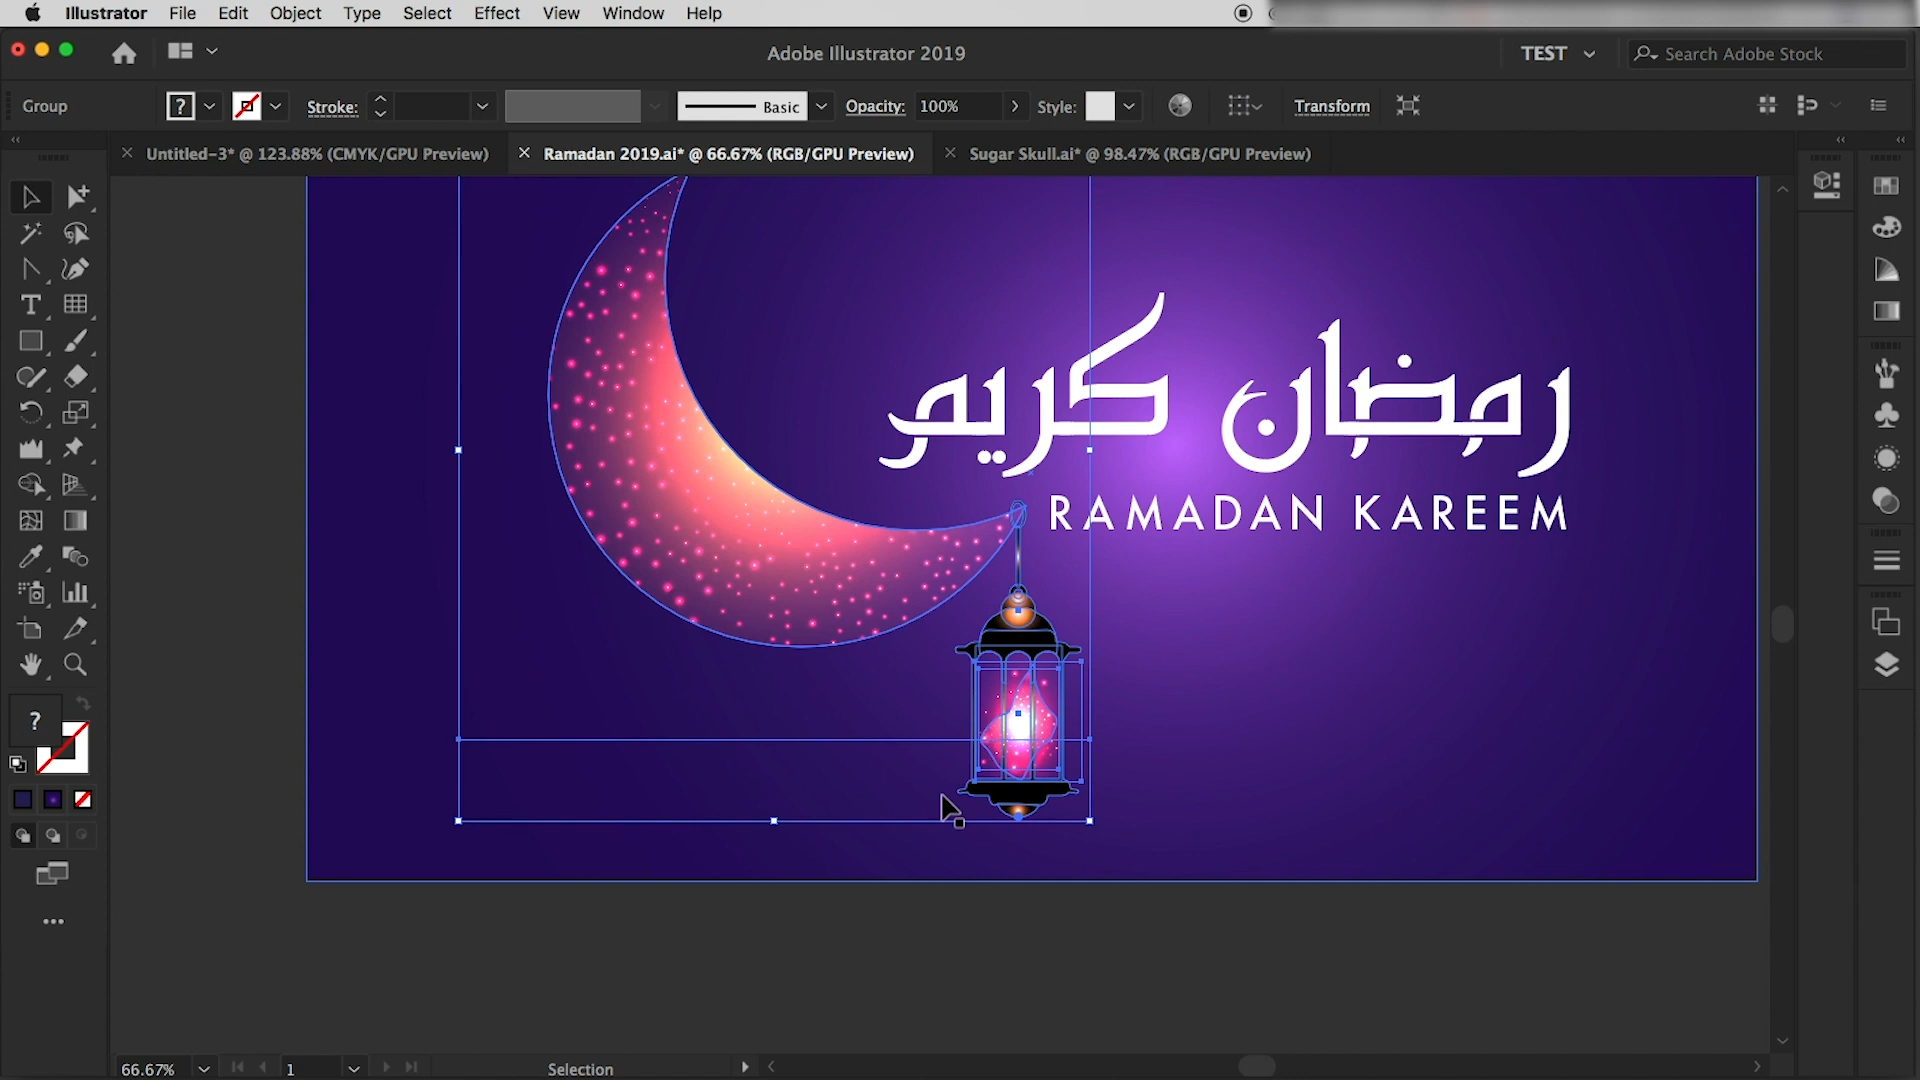 Illustrator File Edit Object Type Select Effect View Window Help
Adobe Illustrator 2019
TEST
Search Adobe Stock
Group
?
Stroke:
Basic
Opacity: 100%
Style:
Transform
Untitled-3* @ 123.88% (CMYK/GPU Preview)
Ramadan 2019.ai* @ 66.67% (RGB/GPU Preview)
Sugar Skull.ai* @ 98.47% (RGB/GPU Preview)
رمضان كريم
RAMADAN KAREEM
?
66.67%
1
Selection